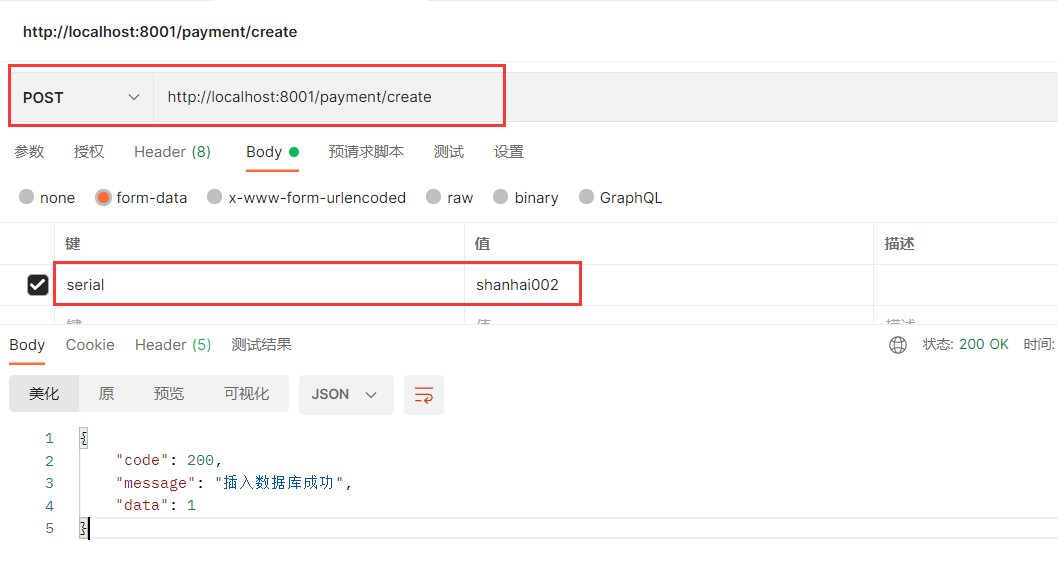 http://localhost:8001/payment/create
POST http://localhost:8001/payment/create
参数 授权 Header (8) Body 预请求脚本 测试 设置
none form-data x-www-form-urlencoded raw binary GraphQL
键 值 描述
serial shanhai002
键 值 描述
Body Cookie Header (5) 测试结果 状态: 200 OK 时间:
美化 原 预览 可视化 JSON
1 {
2 "code": 200,
3 "message": "插入数据库成功",
4 "data": 1
5 }